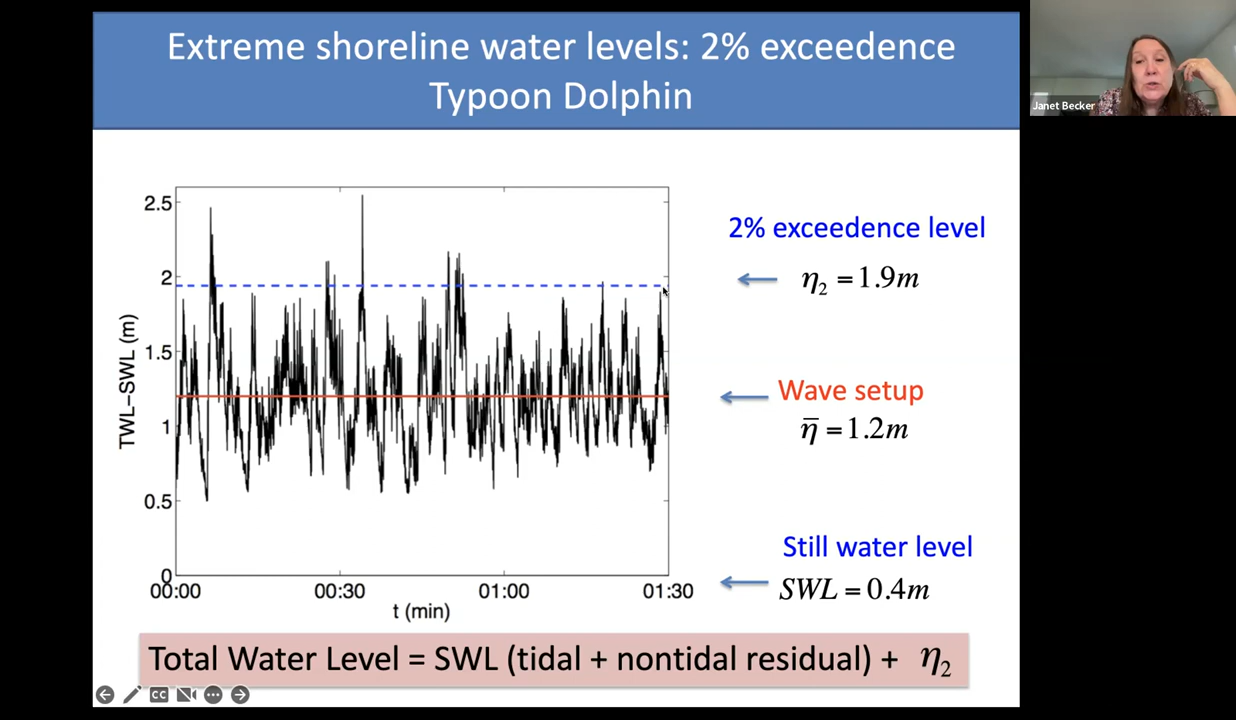 Extreme shoreline water levels: 2% exceedence
Typoon Dolphin
Janet Becker
TWL−SWL (m)
2.5
2
1.5
1
0.5
0
00:00
00:30
01:00
01:30
t (min)
2% exceedence level
η₂ = 1.9m
Wave setup
η̅ = 1.2m
Still water level
SWL = 0.4m
Total Water Level = SWL (tidal + nontidal residual) + η₂
CC